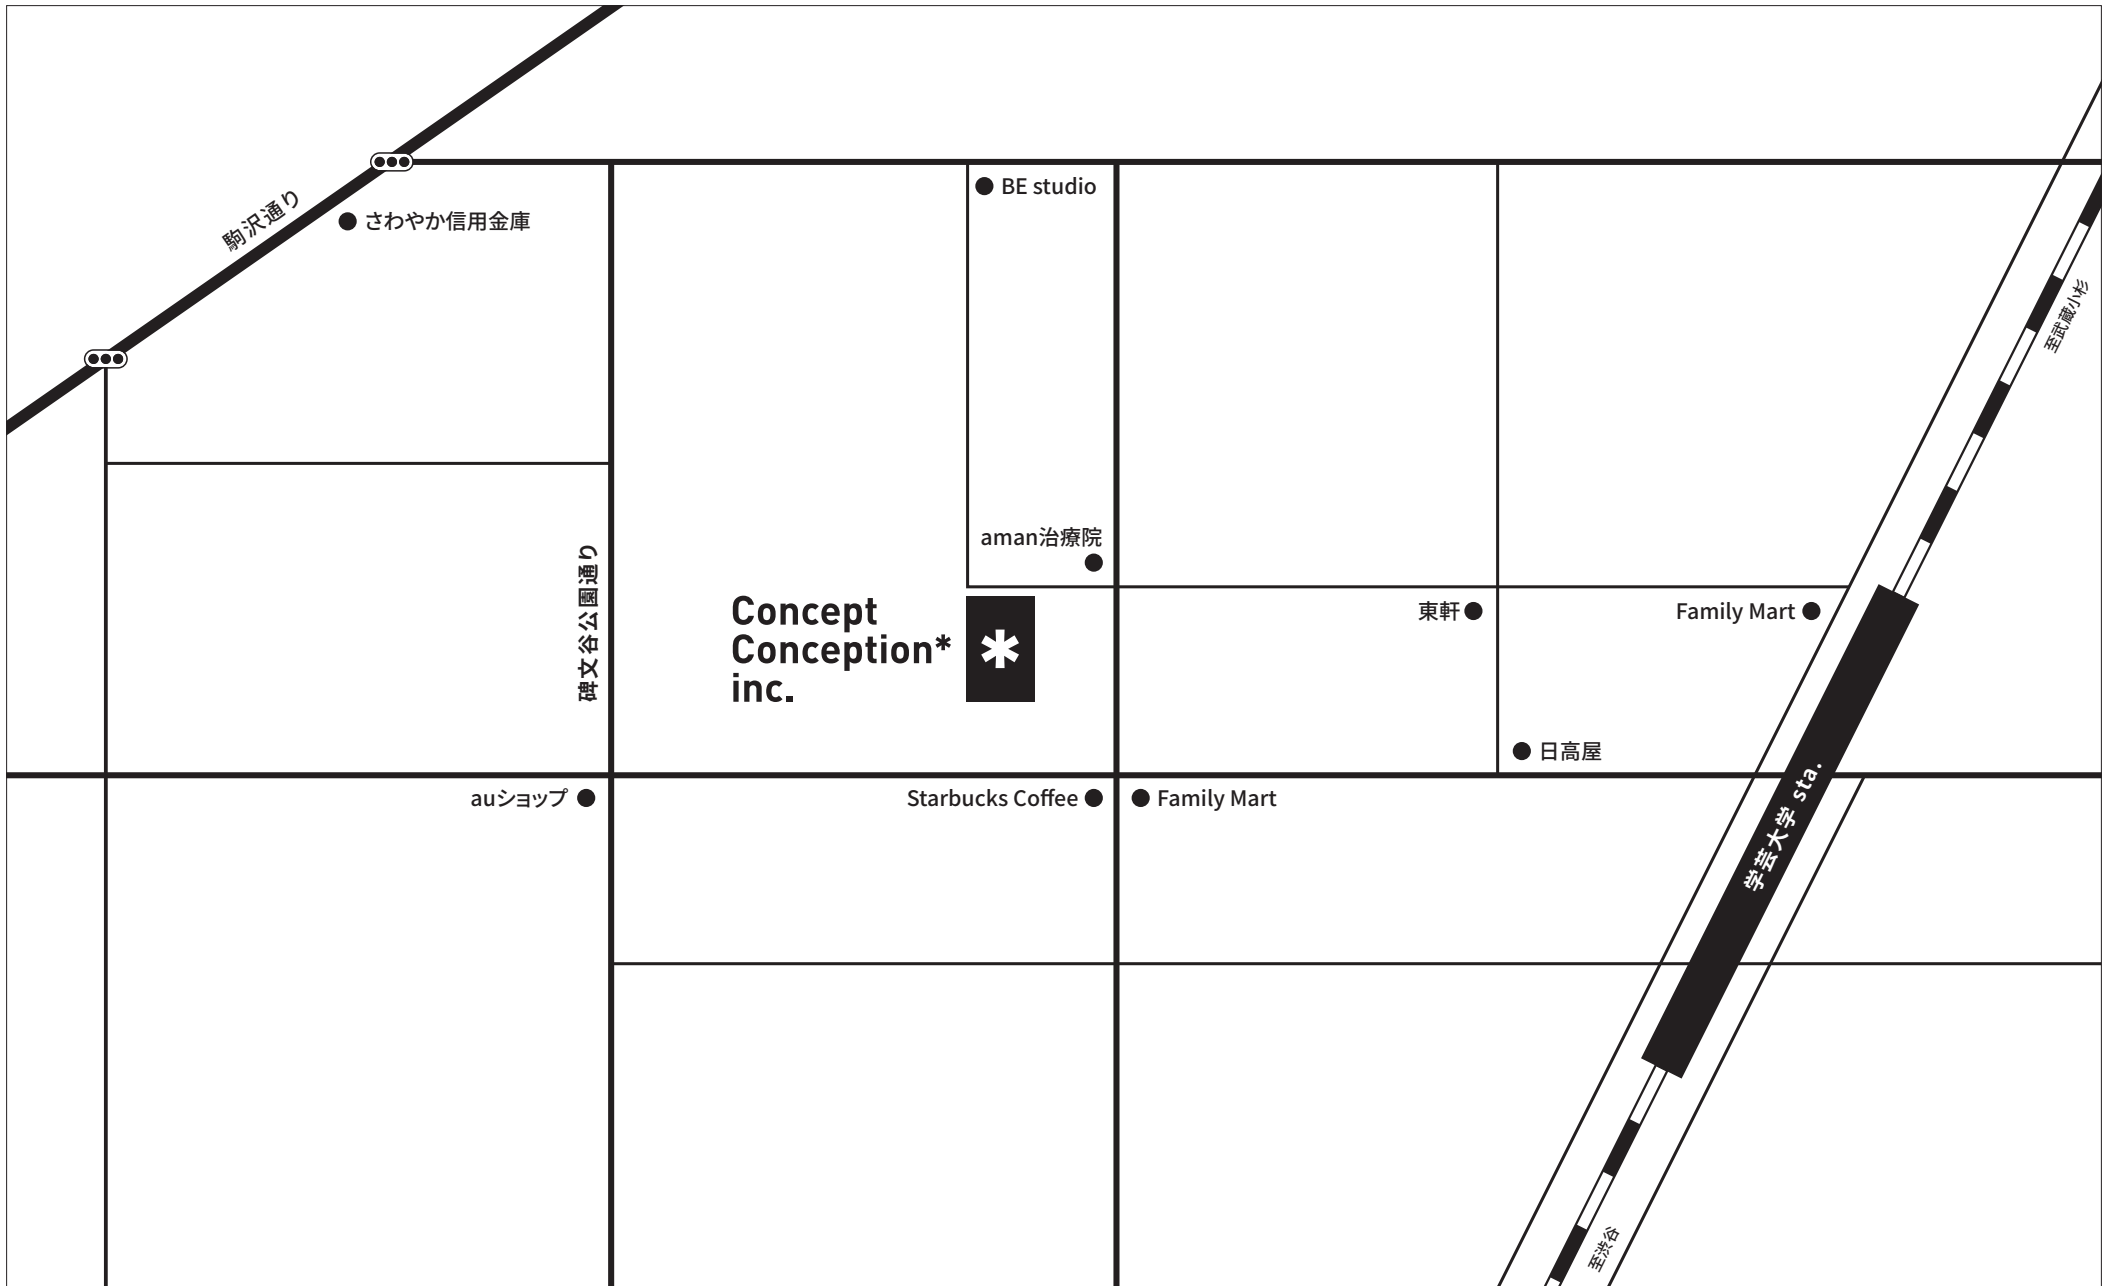 BE studio
駒沢通り
さわやか信用金庫
至武蔵小杉
aman治療院
碑文谷公園通り
Concept
Conception*
inc.
*
東軒
Family Mart
日高屋
auショップ
Starbucks Coffee
Family Mart
学芸大学 sta.
至渋谷